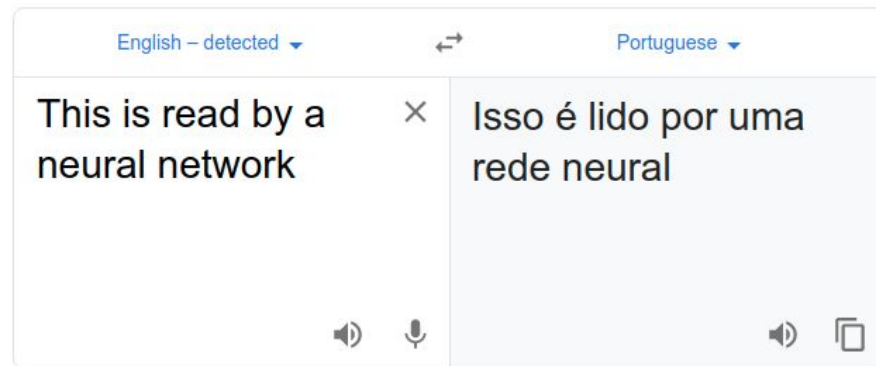 English – detected
Portuguese
This is read by a
neural network
Isso é lido por uma
rede neural